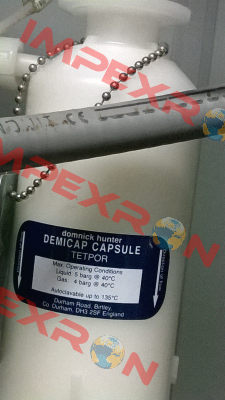 IMPEXRON
domnick hunter
DEMICAP CAPSULE
TETPOR
Max. Operating Conditions
Liquid: 5 barg @ 40°C
Gas: 4 barg @ 40°C
Autoclavable up to 135°C
Durham Road, Birtley,
Co. Durham, DH3 2SF England
IMPEXRON
IMPEXRON